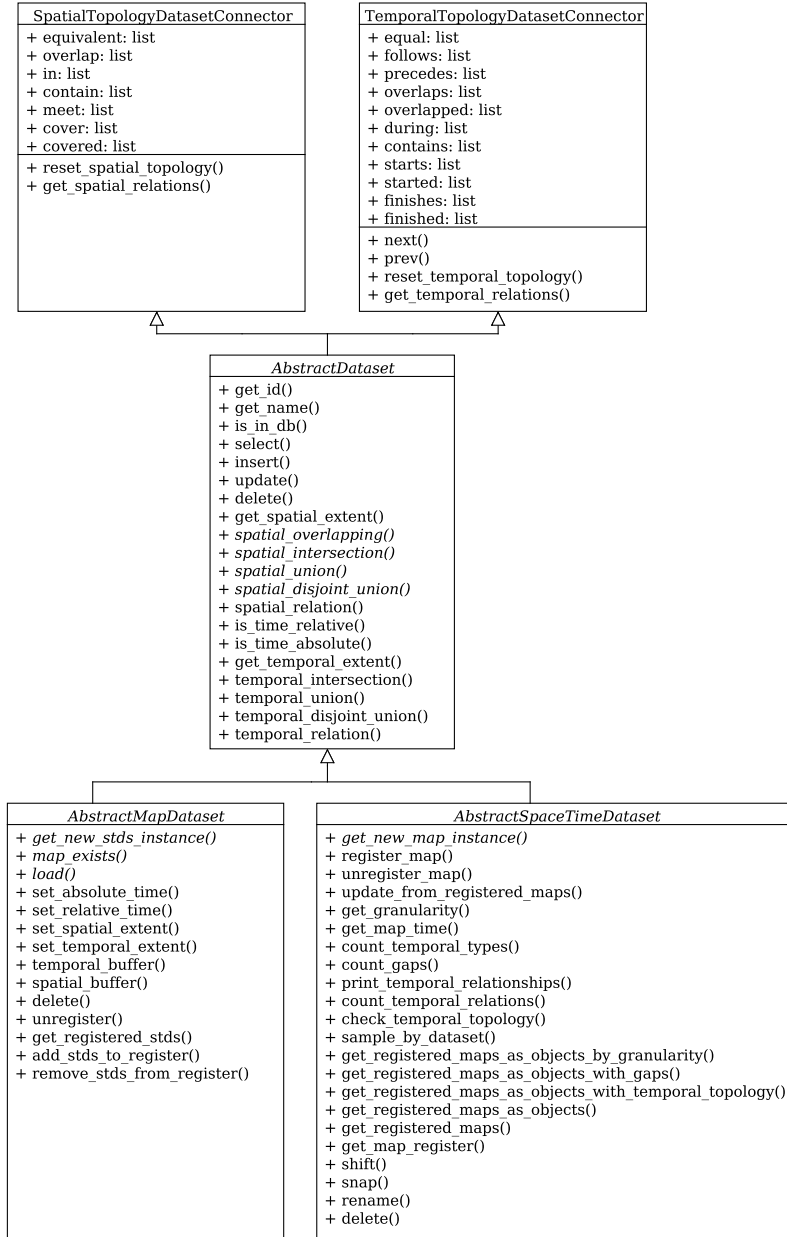 SpatialTopologyDatasetConnector
+ equivalent: list
+ overlap: list
+ in: list
+ contain: list
+ meet: list
+ cover: list
+ covered: list
+ reset_spatial_topology()
+ get_spatial_relations()
TemporalTopologyDatasetConnector
+ equal: list
+ follows: list
+ precedes: list
+ overlaps: list
+ overlapped: list
+ during: list
+ contains: list
+ starts: list
+ started: list
+ finishes: list
+ finished: list
+ next()
+ prev()
+ reset_temporal_topology()
+ get_temporal_relations()
AbstractDataset
+ get_id()
+ get_name()
+ is_in_db()
+ select()
+ insert()
+ update()
+ delete()
+ get_spatial_extent()
+ spatial_overlapping()
+ spatial_intersection()
+ spatial_union()
+ spatial_disjoint_union()
+ spatial_relation()
+ is_time_relative()
+ is_time_absolute()
+ get_temporal_extent()
+ temporal_intersection()
+ temporal_union()
+ temporal_disjoint_union()
+ temporal_relation()
AbstractMapDataset
+ get_new_stds_instance()
+ map_exists()
+ load()
+ set_absolute_time()
+ set_relative_time()
+ set_spatial_extent()
+ set_temporal_extent()
+ temporal_buffer()
+ spatial_buffer()
+ delete()
+ unregister()
+ get_registered_stds()
+ add_stds_to_register()
+ remove_stds_from_register()
AbstractSpaceTimeDataset
+ get_new_map_instance()
+ register_map()
+ unregister_map()
+ update_from_registered_maps()
+ get_granularity()
+ get_map_time()
+ count_temporal_types()
+ count_gaps()
+ print_temporal_relationships()
+ count_temporal_relations()
+ check_temporal_topology()
+ sample_by_dataset()
+ get_registered_maps_as_objects_by_granularity()
+ get_registered_maps_as_objects_with_gaps()
+ get_registered_maps_as_objects_with_temporal_topology()
+ get_registered_maps_as_objects()
+ get_registered_maps()
+ get_map_register()
+ shift()
+ snap()
+ rename()
+ delete()